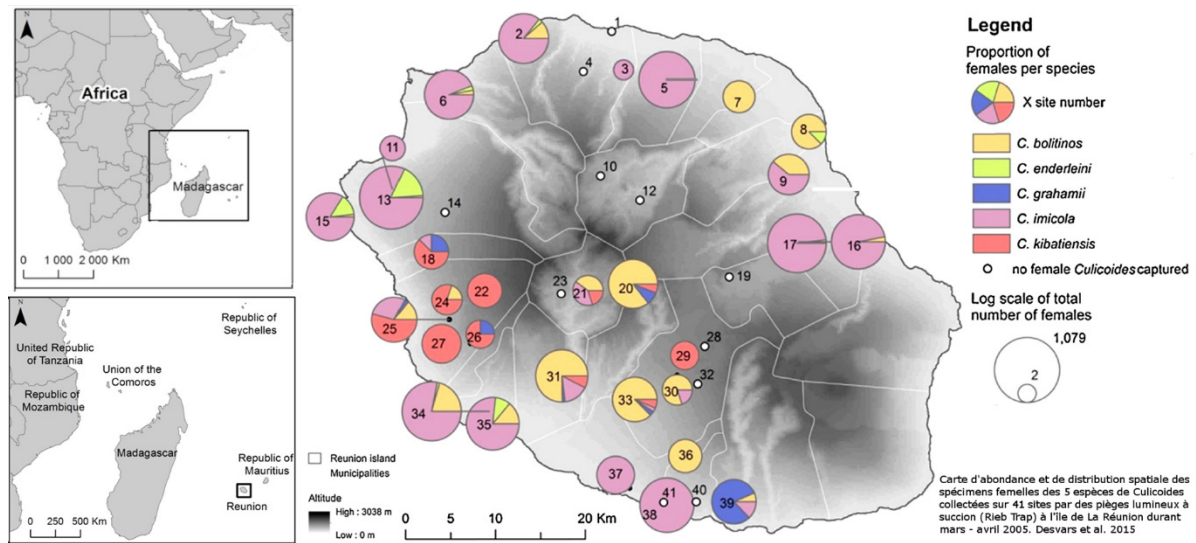 N
Africa
Madagascar
0 1 000 2 000 Km
N
Republic of
Seychelles
United Republic
of Tanzania
Union of the
Comoros
Republic of
Mozambique
Madagascar
Republic of
Mauritius
Reunion
0 250 500 Km
1
2
3
4
5
6
7
8
9
10
11
12
13
14
15
16
17
18
19
20
21
22
23
24
25
26
27
28
29
30
31
32
33
34
35
36
37
38
39
40
41
Reunion island
Municipalities
Altitude
High : 3038 m
Low : 0 m
0 5 10 20 Km
Legend
Proportion of
females per species
X site number
C. bolitinos
C. enderleini
C. grahamii
C. imicola
C. kibatiensis
no female Culicoides captured
Log scale of total
number of females
1,079
2
Carte d'abondance et de distribution spatiale des
spécimens femelles des 5 espèces de Culicoides
collectées sur 41 sites par des pièges lumineux à
succion (Rieb Trap) à l'île de La Réunion durant
mars - avril 2005. Desvars et al. 2015